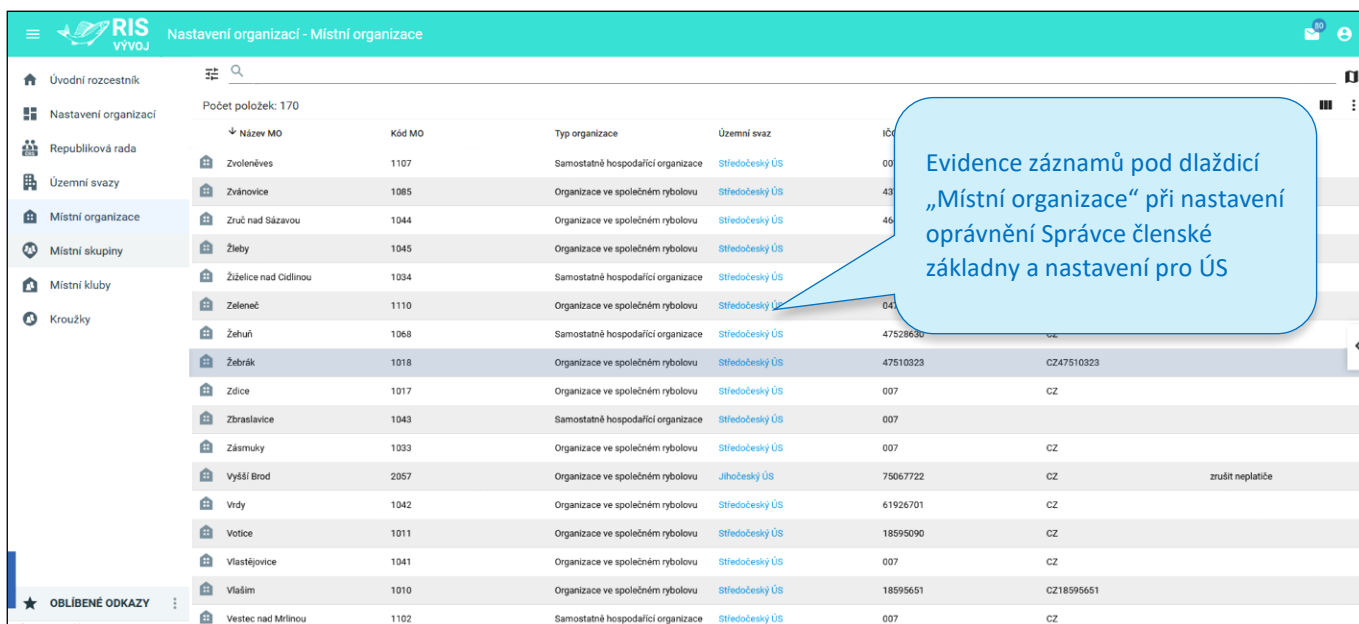 RIS
VÝVOJ
Nastavení organizací - Místní organizace
80
Úvodní rozcestník
Nastavení organizací
Republiková rada
Územní svazy
Místní organizace
Místní skupiny
Místní kluby
Kroužky
OBLÍBENÉ ODKAZY
Počet položek: 170
Název MO Kód MO Typ organizace Územní svaz
Zvoleněves 1107 Samostatně hospodařící organizace Středočeský ÚS
Zvánovice 1085 Organizace ve společném rybolovu Středočeský ÚS
Zruč nad Sázavou 1044 Organizace ve společném rybolovu Středočeský ÚS
Žleby 1045 Organizace ve společném rybolovu Středočeský ÚS
Žiželice nad Cidlinou 1034 Samostatně hospodařící organizace Středočeský ÚS
Zeleneč 1110 Organizace ve společném rybolovu Středočeský ÚS
Žehuň 1068 Samostatně hospodařící organizace Středočeský ÚS 47528630 CZ
Žebrák 1018 Organizace ve společném rybolovu Středočeský ÚS 47510323 CZ47510323
Zdice 1017 Organizace ve společném rybolovu Středočeský ÚS 007 CZ
Zbraslavice 1043 Samostatně hospodařící organizace Středočeský ÚS 007
Zásmuky 1033 Organizace ve společném rybolovu Středočeský ÚS 007 CZ
Vyšší Brod 2057 Organizace ve společném rybolovu Jihočeský ÚS 75067722 CZ zrušit neplatiče
Vrdy 1042 Organizace ve společném rybolovu Středočeský ÚS 61926701 CZ
Votice 1011 Organizace ve společném rybolovu Středočeský ÚS 18595090 CZ
Vlastějovice 1041 Organizace ve společném rybolovu Středočeský ÚS 007 CZ
Vlašim 1010 Organizace ve společném rybolovu Středočeský ÚS 18595651 CZ18595651
Vestec nad Mrlinou 1102 Samostatně hospodařící organizace Středočeský ÚS 007 CZ
Evidence záznamů pod dlaždicí
„Místní organizace“ při nastavení
oprávnění Správce členské
základny a nastavení pro ÚS